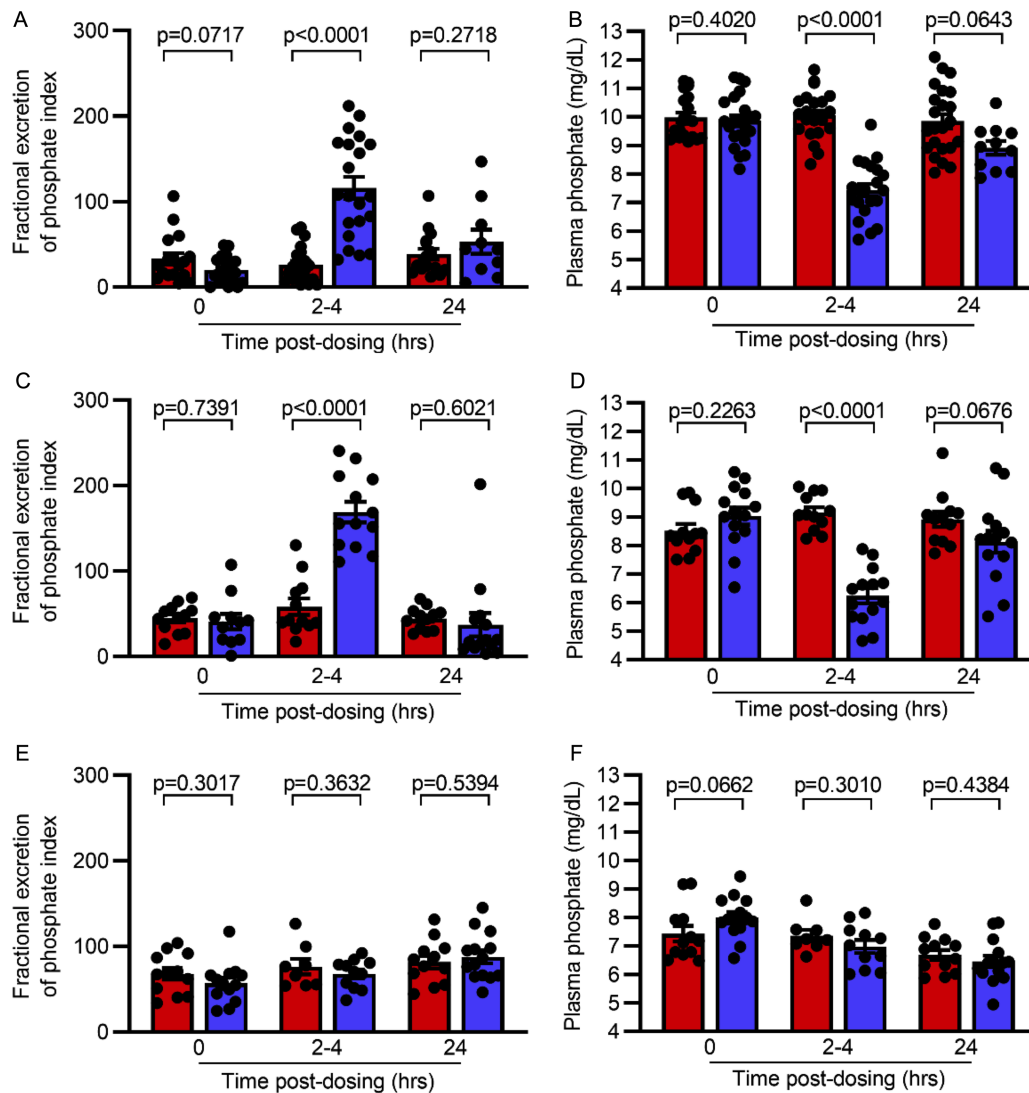 A
Fractional excretion
of phosphate index
300
200
100
0
p=0.0717
p<0.0001
p=0.2718
0
2-4
24
Time post-dosing (hrs)
B
Plasma phosphate (mg/dL)
13
12
11
10
9
8
7
6
5
4
p=0.4020
p<0.0001
p=0.0643
0
2-4
24
Time post-dosing (hrs)
C
Fractional excretion
of phosphate index
300
200
100
0
p=0.7391
p<0.0001
p=0.6021
0
2-4
24
Time post-dosing (hrs)
D
Plasma phosphate (mg/dL)
13
12
11
10
9
8
7
6
5
4
p=0.2263
p<0.0001
p=0.0676
0
2-4
24
Time post-dosing (hrs)
E
Fractional excretion
of phosphate index
300
200
100
0
p=0.3017
p=0.3632
p=0.5394
0
2-4
24
Time post-dosing (hrs)
F
Plasma phosphate (mg/dL)
13
12
11
10
9
8
7
6
5
4
p=0.0662
p=0.3010
p=0.4384
0
2-4
24
Time post-dosing (hrs)